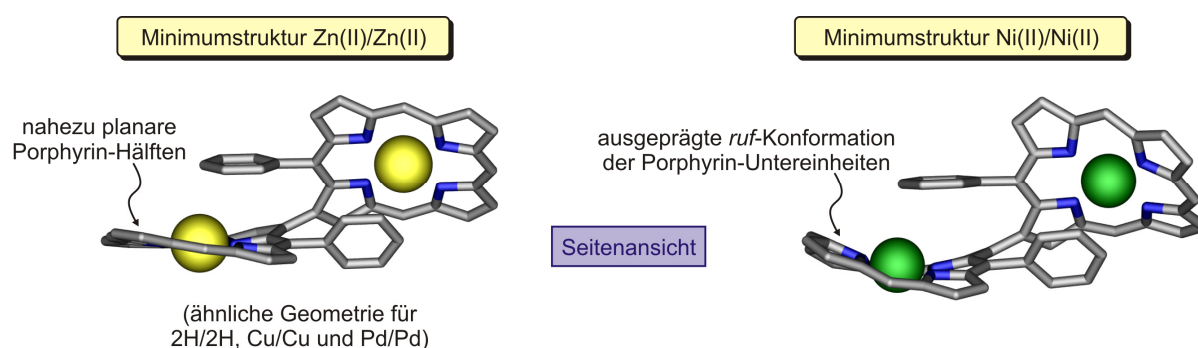 Minimumstruktur Zn(II)/Zn(II)
Minimumstruktur Ni(II)/Ni(II)
nahezu planare
Porphyrin-Hälften
ausgeprägte ruf-Konformation
der Porphyrin-Untereinheiten
Seitenansicht
(ähnliche Geometrie für
2H/2H, Cu/Cu und Pd/Pd)